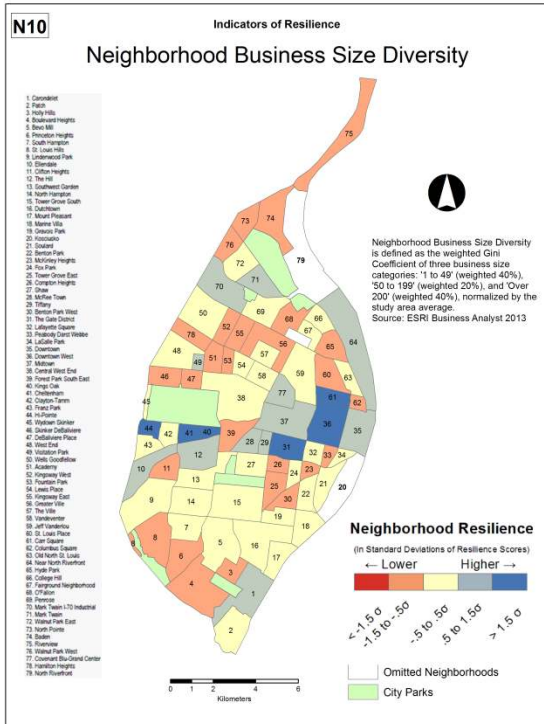 N10
Indicators of Resilience
Neighborhood Business Size Diversity
1. Carondelet
2. Patch
3. Holly Hills
4. Boulevard Heights
5. Bevo Mill
6. Princeton Heights
7. South Hampton
8. St. Louis Hills
9. Lindenwood Park
10. Ellendale
11. Clifton Heights
12. The Hill
13. Southwest Garden
14. North Hampton
15. Tower Grove South
16. Dutchtown
17. Mount Pleasant
18. Marine Villa
19. Gravois Park
20. Kosciusko
21. Soulard
22. Benton Park
23. McKinley Heights
24. Fox Park
25. Tower Grove East
26. Compton Heights
27. Shaw
28. McRee Town
29. Tiffany
30. Benton Park West
31. The Gate District
32. Lafayette Square
33. Peabody Darst Webbe
34. LaSalle Park
35. Downtown
36. Downtown West
37. Midtown
38. Central West End
39. Forest Park South East
40. Kings Oak
41. Cheltenham
42. Clayton-Tamm
43. Franz Park
44. Hi-Pointe
45. Wydown Skinker
46. Skinker DeBaliviere
47. DeBaliviere Place
48. West End
49. Visitation Park
50. Wells Goodfellow
51. Academy
52. Kingsway West
53. Fountain Park
54. Lewis Place
55. Kingsway East
56. Greater Ville
57. The Ville
58. Vandeventer
59. Jeff Vanderlou
60. St. Louis Place
61. Carr Square
62. Columbus Square
63. Old North St. Louis
64. Near North Riverfront
65. Hyde Park
66. College Hill
67. Fairground Neighborhood
68. O'Fallon
69. Penrose
70. Mark Twain I-70 Industrial
71. Mark Twain
72. Walnut Park East
73. North Pointe
74. Baden
75. Riverview
76. Walnut Park West
77. Covenant Blu-Grand Center
78. Hamilton Heights
79. North Riverfront
75
73 74
76
79
72
71
70
50 69 68 66
67 64
52 55
78 56 65
48 57
51 53
49 54 58 60 63
46 47
77 61 62
38
45
37 36 35
44 42 41 40 39
43 28 29 31 32 33 34
12
10 11 27 26 24 23
13 25 22 21 20
30
9 14 15
19
18
7
8 8 6 5 16 17
3
4 1
2
Neighborhood Business Size Diversity
is defined as the weighted Gini
Coefficient of three business size
categories: '1 to 49' (weighted 40%),
'50 to 199' (weighted 20%), and 'Over
200' (weighted 40%), normalized by the
study area average.
Source: ESRI Business Analyst 2013
Neighborhood Resilience
(In Standard Deviations of Resilience Scores)
← Lower Higher →
< -1.5 σ
-1.5 to -.5σ
-.5 to .5σ
.5 to 1.5σ
> 1.5 σ
Omitted Neighborhoods
City Parks
0 1 2 4 6
Kilometers